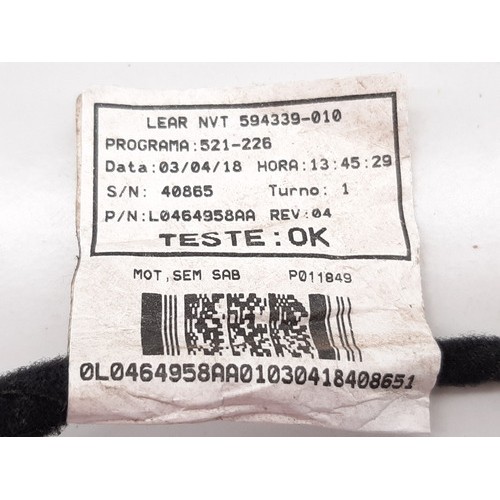 LEAR NVT 594339-010
PROGRAMA:521-226
Data:03/04/18 HORA:13:45:29
S/N: 40865 Turno: 1
P/N:L0464958AA REV:04
TESTE:OK
MOT,SEM SAB P011849
0L0464958AA01030418408651